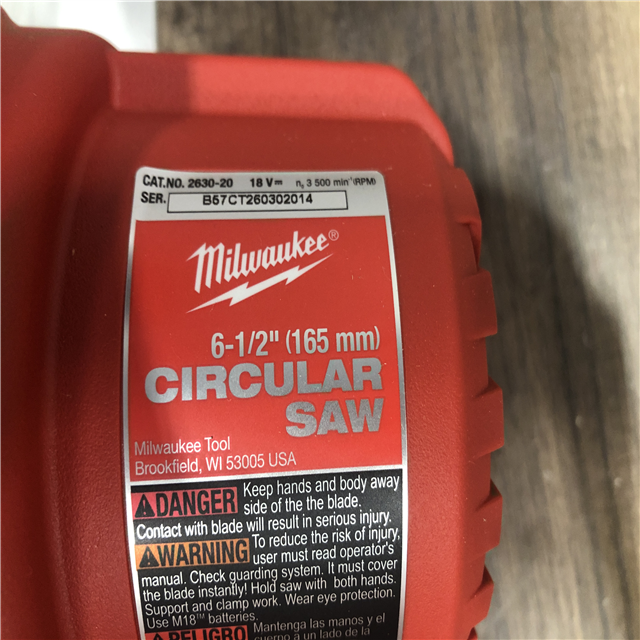 CAT.NO. 2630-20 18 V⎓ n₀ 3 500 min⁻¹(RPM)
SER. B57CT260302014
Milwaukee®
6-1/2" (165 mm)
CIRCULAR
SAW
Milwaukee Tool
Brookfield, WI 53005 USA
DANGER Keep hands and body away
side of the the blade.
Contact with blade will result in serious injury.
WARNING To reduce the risk of injury,
user must read operator's
manual. Check guarding system. It must cover
the blade instantly! Hold saw with both hands.
Support and clamp work. Wear eye protection.
Use M18™ batteries.
PELIGRO Mantenga las manos y el
cuerpo a un lado de la